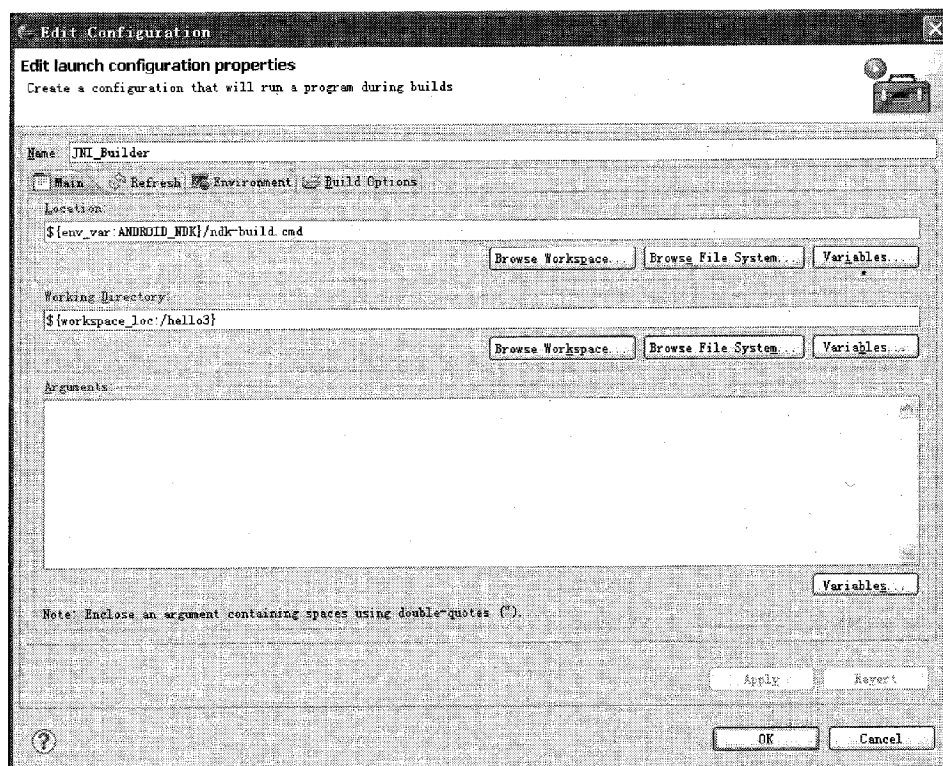 Edit Configuration
Edit launch configuration properties
Create a configuration that will run a program during builds
Name: JNI_Builder
Main Refresh Environment Build Options
Location:
${env_var:ANDROID_NDK}/ndk-build.cmd
Browse Workspace... Browse File System... Variables...
Working Directory:
${workspace_loc:/hello3}
Browse Workspace... Browse File System... Variables...
Arguments:
Variables...
Note: Enclose an argument containing spaces using double-quotes (").
Apply Revert
?
OK Cancel